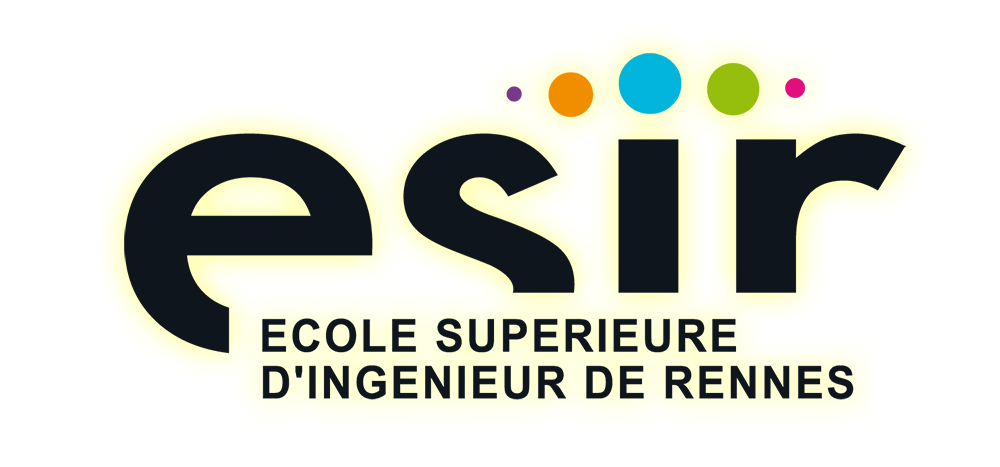 esir
ECOLE SUPERIEURE
D'INGENIEUR DE RENNES